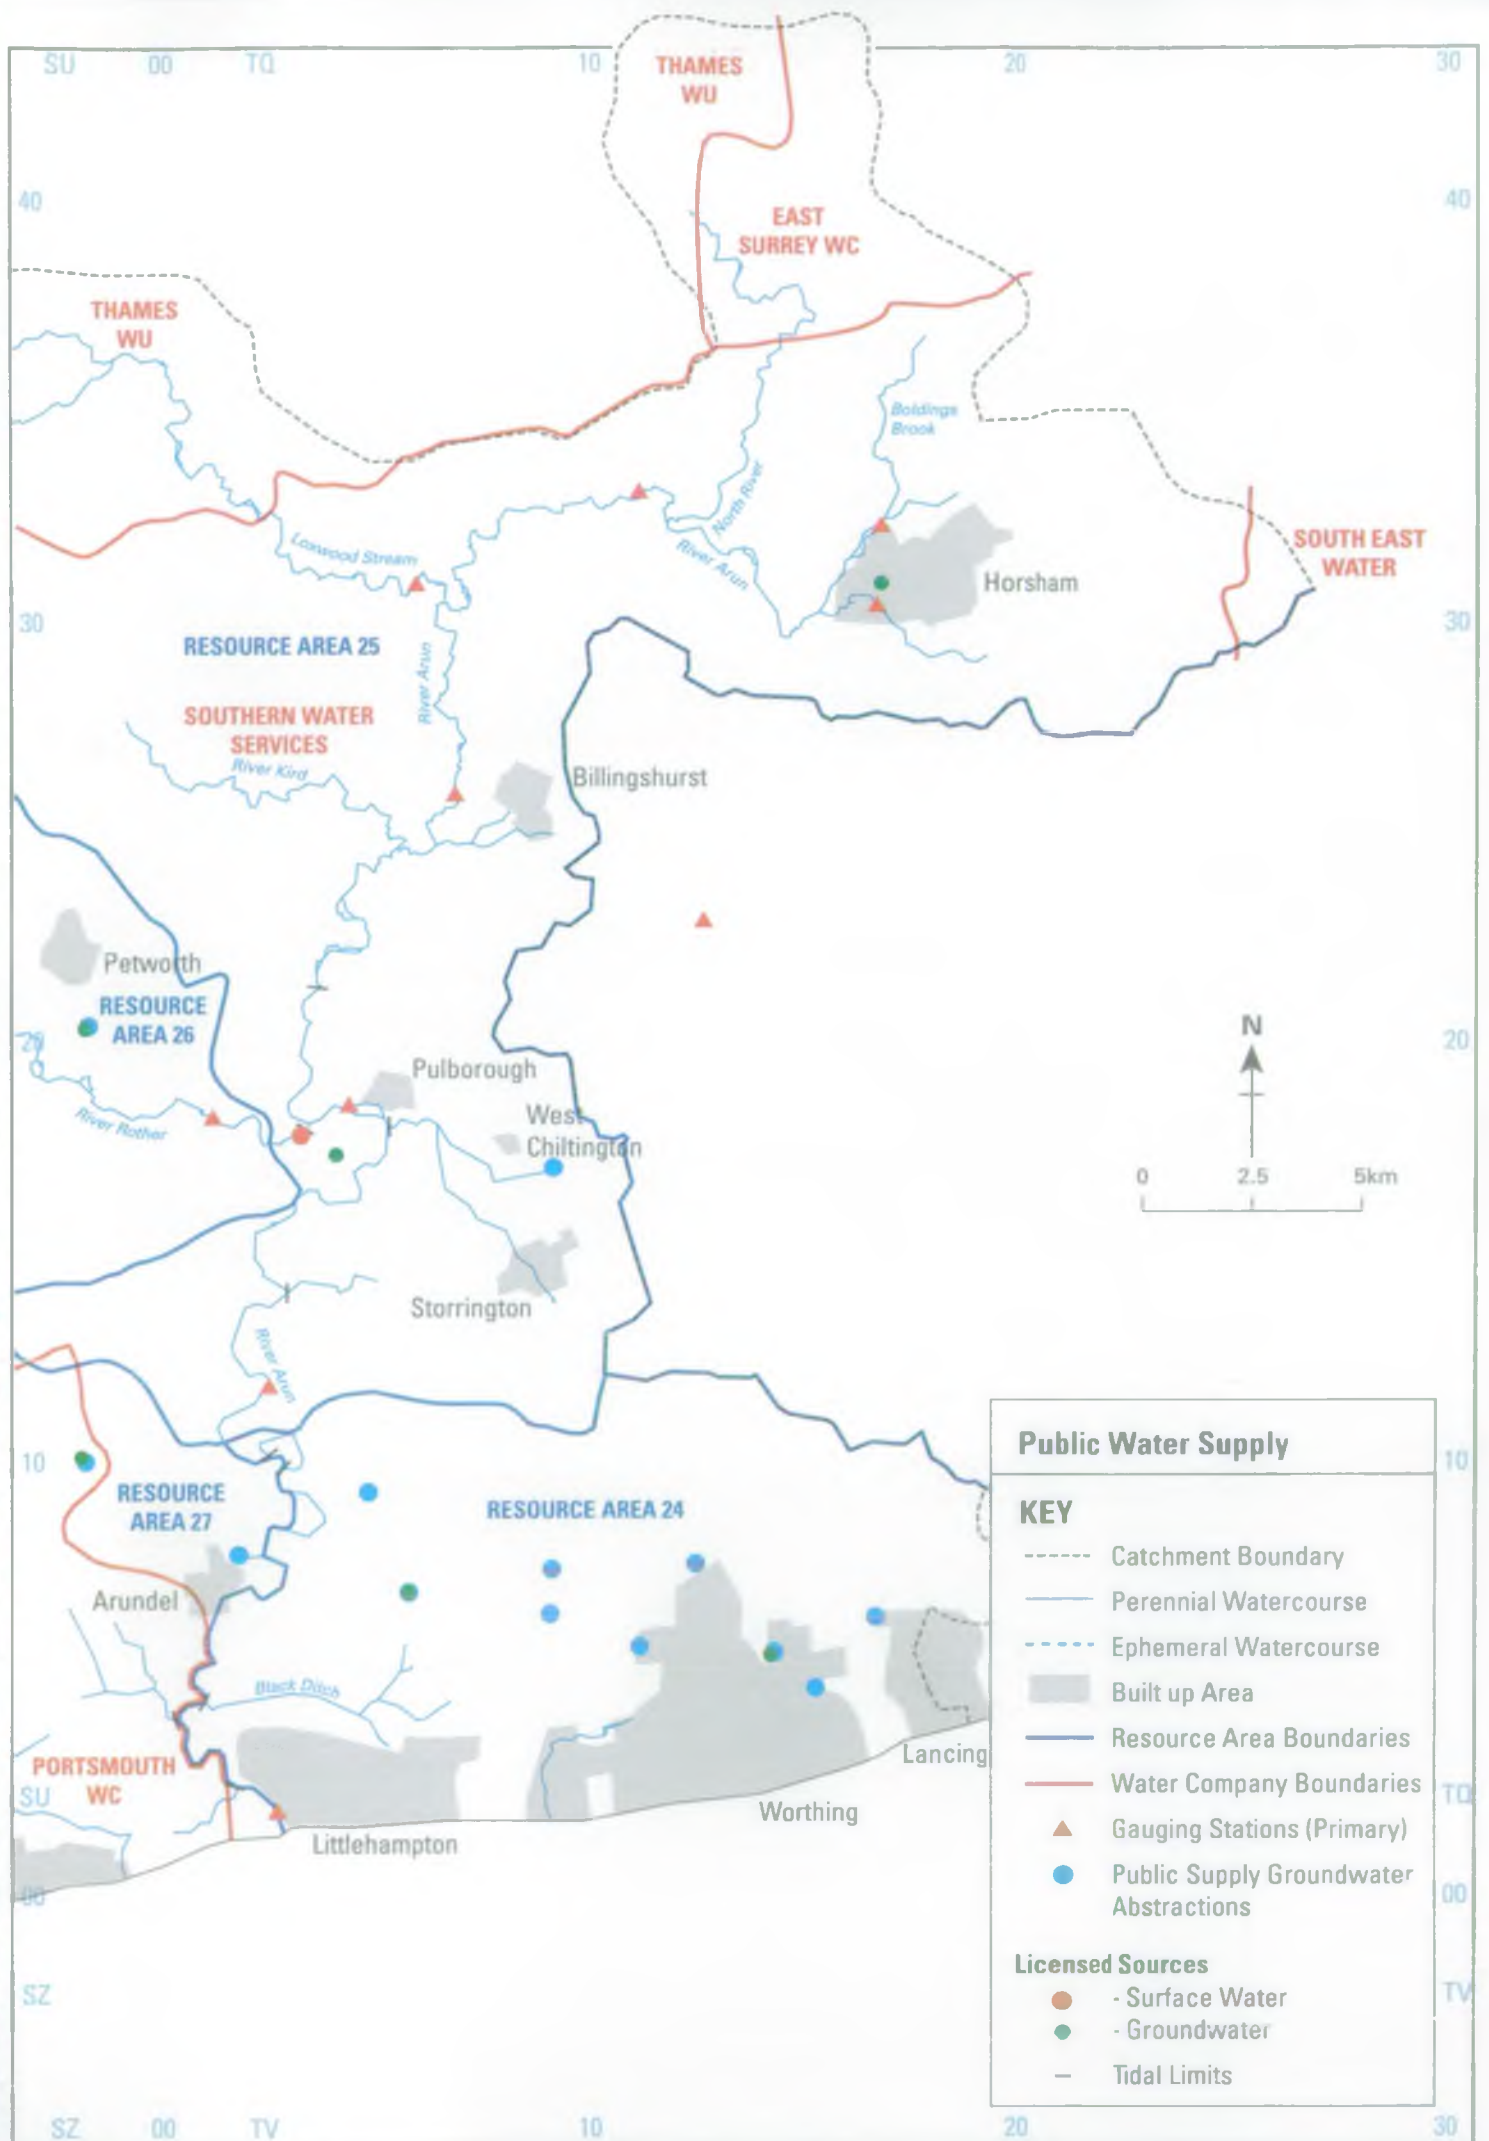 SU 00 TQ 10 20 30
THAMES
WU
40 40
EAST
SURREY WC
THAMES
WU
Boldings
Brook
North River
River Arun
Loxwood Stream
SOUTH EAST
WATER
Horsham
30 30
RESOURCE AREA 25
River Arun
SOUTHERN WATER
SERVICES
River Kird
Billingshurst
Petworth
RESOURCE
AREA 26
N
20 20
Pulborough
West
Chiltington
River Rother
0 2.5 5km
Storrington
River Arun
10 10
RESOURCE
AREA 27
RESOURCE AREA 24
Arundel
Black Ditch
PORTSMOUTH
WC
SU TQ
Lancing
Worthing
Littlehampton
00 00
SZ TV
SZ 00 TV 10 20 30
Public Water Supply
KEY
Catchment Boundary
Perennial Watercourse
Ephemeral Watercourse
Built up Area
Resource Area Boundaries
Water Company Boundaries
Gauging Stations (Primary)
Public Supply Groundwater
Abstractions
Licensed Sources
- Surface Water
- Groundwater
Tidal Limits